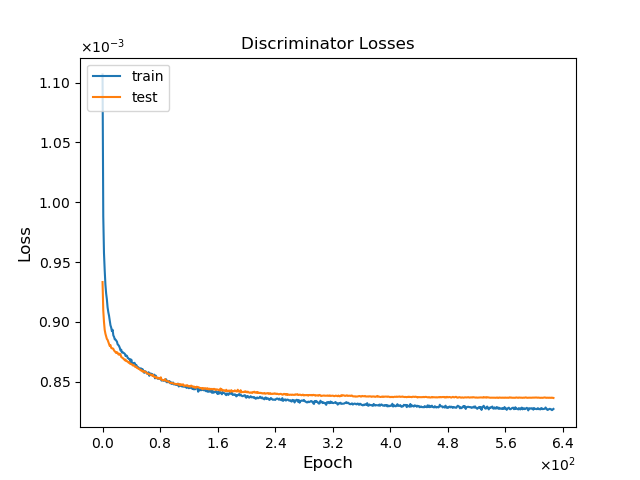 Discriminator Losses
×10⁻³
train
test
1.10
1.05
1.00
0.95
0.90
0.85
Loss
0.0 0.8 1.6 2.4 3.2 4.0 4.8 5.6 6.4
Epoch
×10²